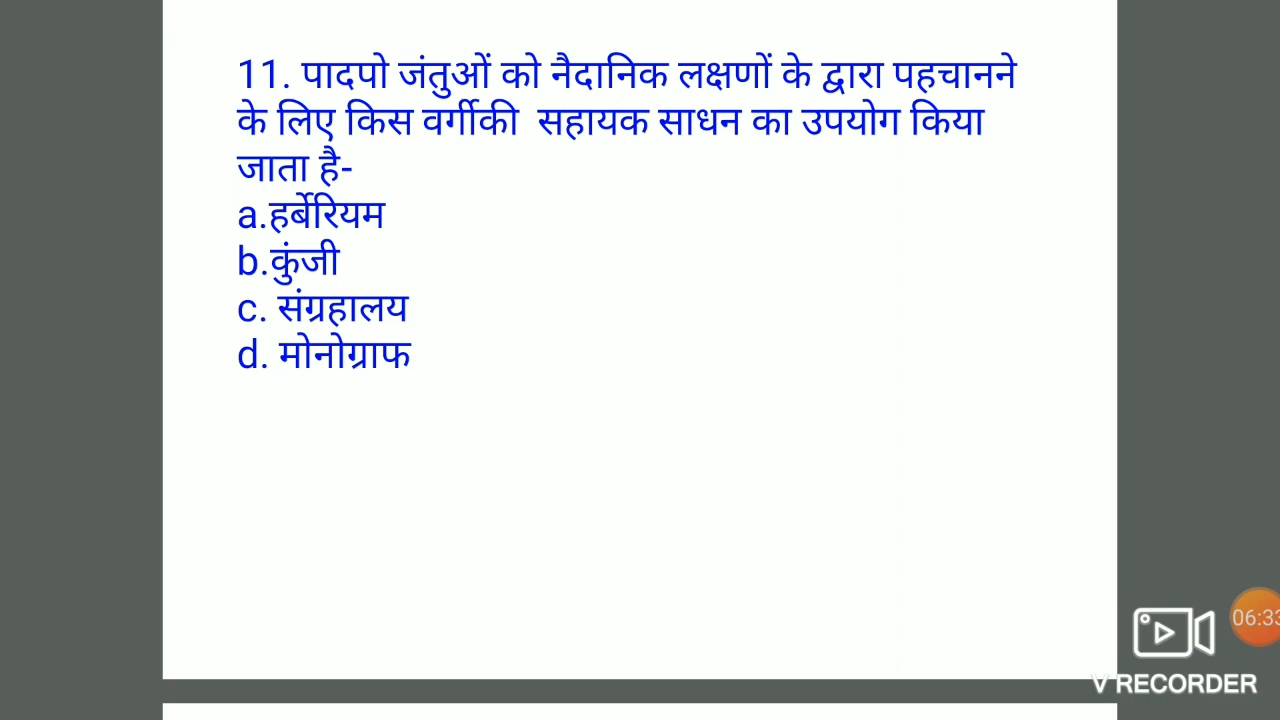 11. पादपो जंतुओं को नैदानिक लक्षणों के द्वारा पहचानने
के लिए किस वर्गीकी सहायक साधन का उपयोग किया
जाता है-
a.हर्बेरियम
b.कुंजी
c. संग्रहालय
d. मोनोग्राफ
06:33
V RECORDER